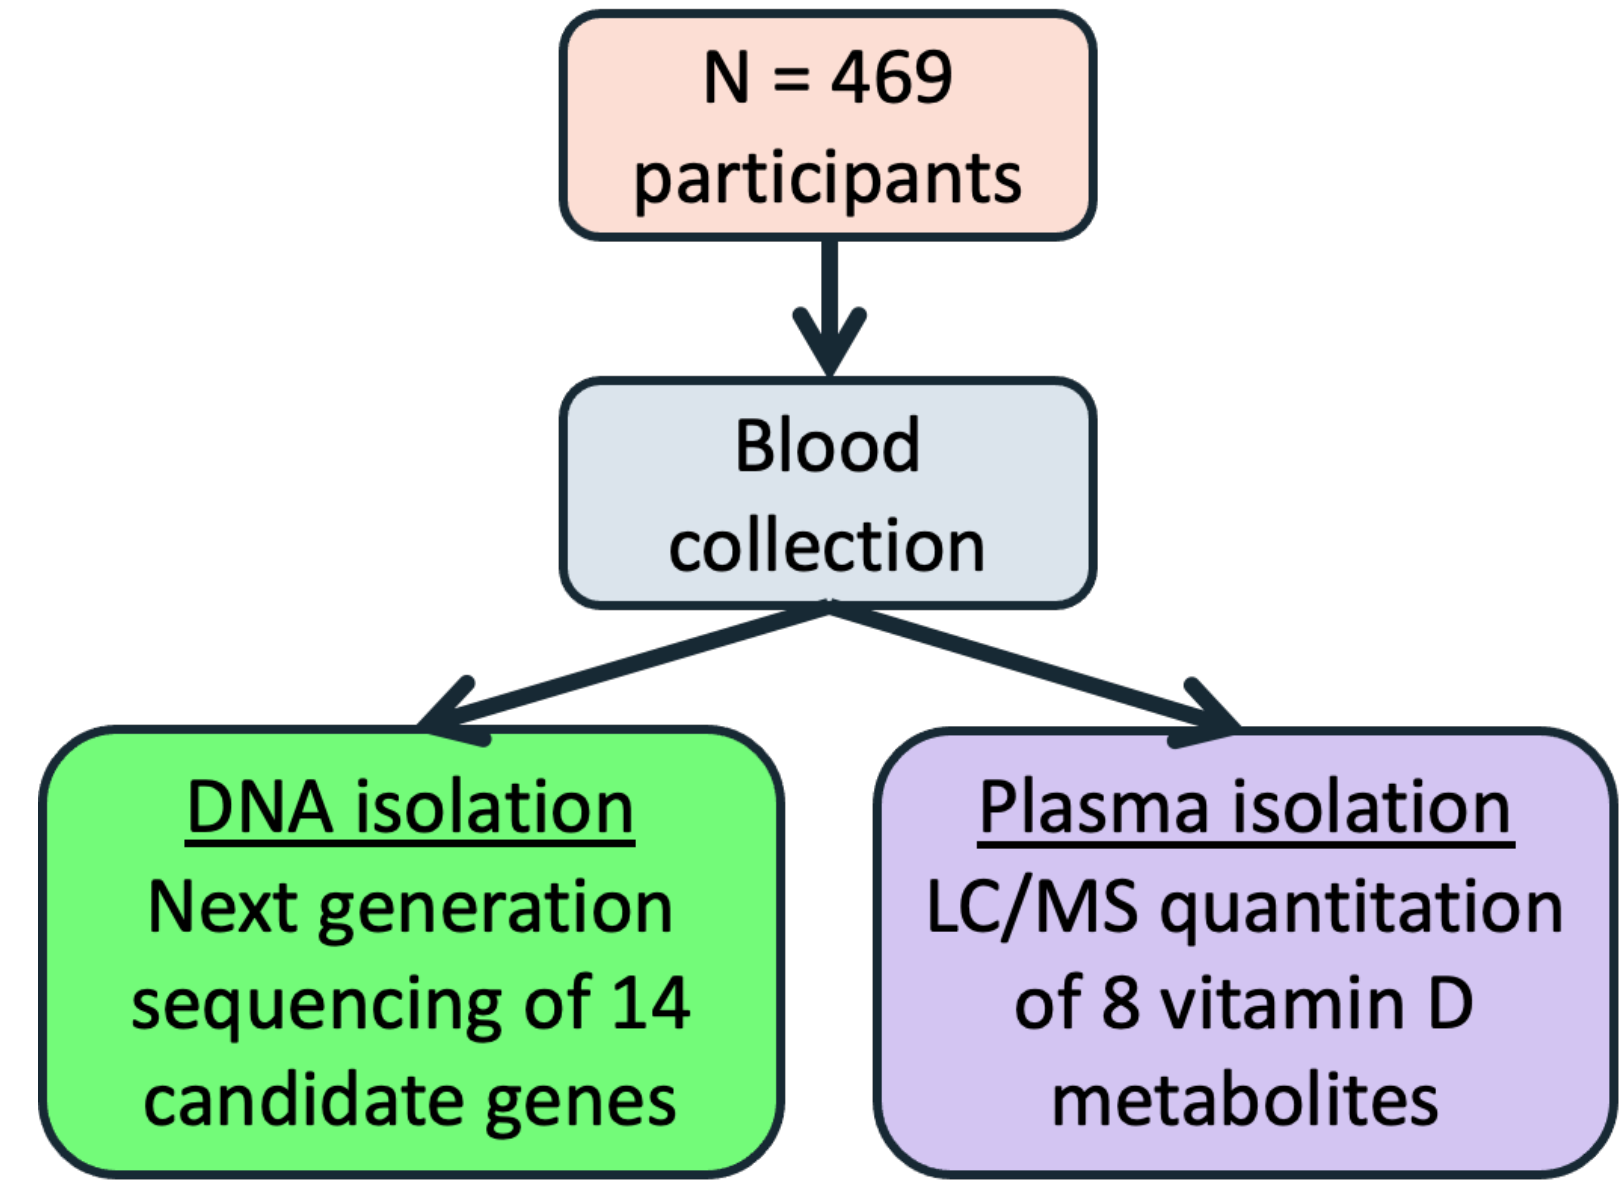 N = 469
participants
Blood
collection
DNA isolation
Next generation
sequencing of 14
candidate genes
Plasma isolation
LC/MS quantitation
of 8 vitamin D
metabolites